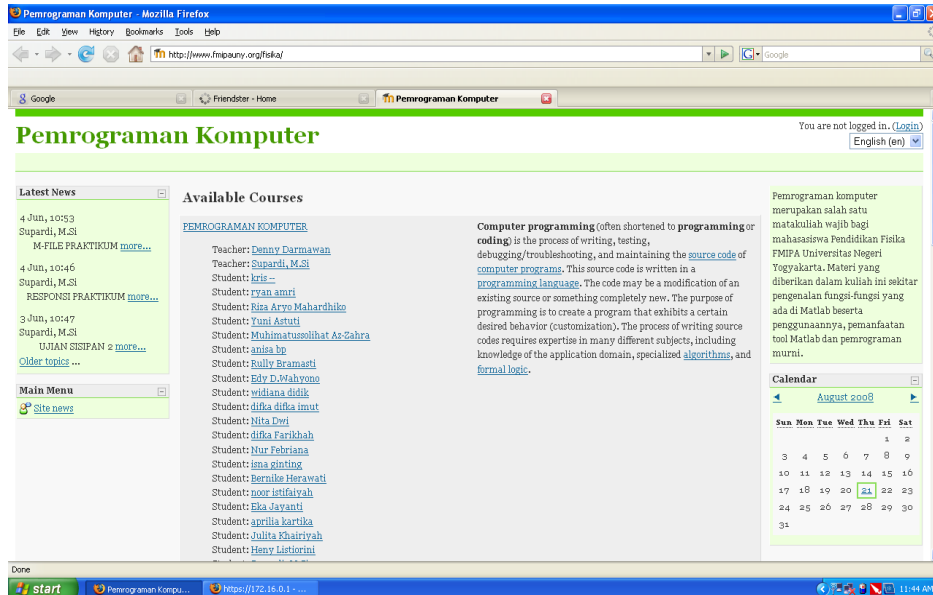 Pemrograman Komputer - Mozilla Firefox
File Edit View History Bookmarks Tools Help
http://www.fmipauny.org/fisika/
Google
Google
Friendster - Home
Pemrograman Komputer
Pemrograman Komputer
You are not logged in. (Login)
English (en)
Latest News
4 Jun, 10:53
Supardi, M.Si
M-FILE PRAKTIKUM more...
4 Jun, 10:46
Supardi, M.Si
RESPONSI PRAKTIKUM more...
3 Jun, 10:47
Supardi, M.Si
UJIAN SISIPAN 2 more...
Older topics ...
Main Menu
Site news
Available Courses
PEMROGRAMAN KOMPUTER
Teacher: Denny Darmawan
Teacher: Supardi, M.Si
Student: kris --
Student: ryan amri
Student: Riza Aryo Mahardhiko
Student: Yuni Astuti
Student: Muhimatussolihat Az-Zahra
Student: anisa bp
Student: Rully Bramasti
Student: Edy D.Wahyono
Student: widiana didik
Student: difka difka imut
Student: Nita Dwi
Student: difka Farikhah
Student: Nur Febriana
Student: isna ginting
Student: Bernike Herawati
Student: noor istifaiyah
Student: Eka Jayanti
Student: aprilia kartika
Student: Julita Khairiyah
Student: Heny Listiorini
Computer programming (often shortened to programming or
coding) is the process of writing, testing,
debugging/troubleshooting, and maintaining the source code of
computer programs. This source code is written in a
programming language. The code may be a modification of an
existing source or something completely new. The purpose of
programming is to create a program that exhibits a certain
desired behavior (customization). The process of writing source
codes requires expertise in many different subjects, including
knowledge of the application domain, specialized algorithms, and
formal logic.
Pemrograman komputer
merupakan salah satu
matakuliah wajib bagi
mahasasiswa Pendidikan Fisika
FMIPA Universitas Negeri
Yogyakarta. Materi yang
diberikan dalam kuliah ini sekitar
pengenalan fungsi-fungsi yang
ada di Matlab beserta
penggunaannya, pemanfaatan
tool Matlab dan pemrograman
murni.
Calendar
August 2008
Sun Mon Tue Wed Thu Fri Sat
1 2
3 4 5 6 7 8 9
10 11 12 13 14 15 16
17 18 19 20 21 22 23
24 25 26 27 28 29 30
31
Done
start
Pemrograman Kompu...
https://172.16.0.1 - ...
11:44 AM